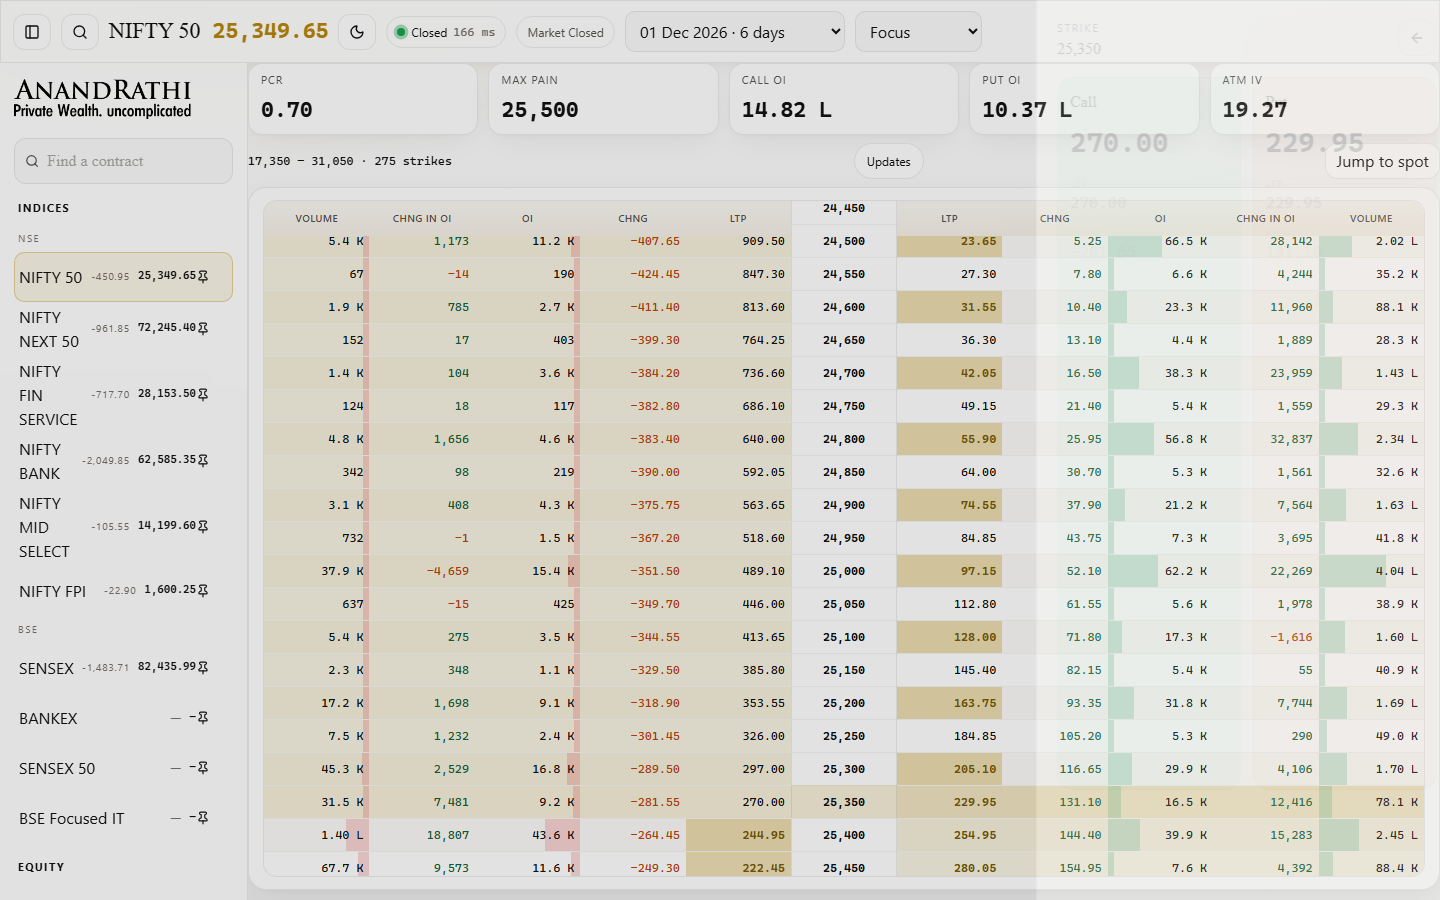 NIFTY 50 25,349.65 Closed 166 ms Market Closed 01 Dec 2026 · 6 days Focus
STRIKE
25,350
ANANDRATHI
Private Wealth. uncomplicated
Find a contract
INDICES
NSE
NIFTY 50 -450.95 25,349.65
NIFTY NEXT 50 -961.85 72,245.40
NIFTY FIN SERVICE -717.70 28,153.50
NIFTY BANK -2,049.85 62,585.35
NIFTY MID SELECT -105.55 14,199.60
NIFTY FPI -22.90 1,600.25
BSE
SENSEX -1,483.71 82,435.99
BANKEX — –
SENSEX 50 — –
BSE Focused IT — –
EQUITY
PCR
0.70
MAX PAIN
25,500
CALL OI
14.82 L
PUT OI
10.37 L
ATM IV
19.27
Call
270.00
270.00
229.95
229.95
17,350 – 31,050 · 275 strikes Updates Jump to spot
VOLUME CHNG IN OI OI CHNG LTP 24,450 LTP CHNG OI CHNG IN OI VOLUME
5.4 K 1,173 11.2 K −407.65 909.50 24,500 23.65 5.25 66.5 K 28,142 2.02 L
67 −14 190 −424.45 847.30 24,550 27.30 7.80 6.6 K 4,244 35.2 K
1.9 K 785 2.7 K −411.40 813.60 24,600 31.55 10.40 23.3 K 11,960 88.1 K
152 17 403 −399.30 764.25 24,650 36.30 13.10 4.4 K 1,889 28.3 K
1.4 K 104 3.6 K −384.20 736.60 24,700 42.05 16.50 38.3 K 23,959 1.43 L
124 18 117 −382.80 686.10 24,750 49.15 21.40 5.4 K 1,559 29.3 K
4.8 K 1,656 4.6 K −383.40 640.00 24,800 55.90 25.95 56.8 K 32,837 2.34 L
342 98 219 −390.00 592.05 24,850 64.00 30.70 5.3 K 1,561 32.6 K
3.1 K 408 4.3 K −375.75 563.65 24,900 74.55 37.90 21.2 K 7,564 1.63 L
732 −1 1.5 K −367.20 518.60 24,950 84.85 43.75 7.3 K 3,695 41.8 K
37.9 K −4,659 15.4 K −351.50 489.10 25,000 97.15 52.10 62.2 K 22,269 4.04 L
637 −15 425 −349.70 446.00 25,050 112.80 61.55 5.6 K 1,978 38.9 K
5.4 K 275 3.5 K −344.55 413.65 25,100 128.00 71.80 17.3 K −1,616 1.60 L
2.3 K 348 1.1 K −329.50 385.80 25,150 145.40 82.15 5.4 K 55 40.9 K
17.2 K 1,698 9.1 K −318.90 353.55 25,200 163.75 93.35 31.8 K 7,744 1.69 L
7.5 K 1,232 2.4 K −301.45 326.00 25,250 184.85 105.20 5.3 K 290 49.0 K
45.3 K 2,529 16.8 K −289.50 297.00 25,300 205.10 116.65 29.9 K 4,106 1.70 L
31.5 K 7,481 9.2 K −281.55 270.00 25,350 229.95 131.10 16.5 K 12,416 78.1 K
1.40 L 18,807 43.6 K −264.45 244.95 25,400 254.95 144.40 39.9 K 15,283 2.45 L
67.7 K 9,573 11.6 K −249.30 222.45 25,450 280.05 154.95 7.6 K 4,392 88.4 K